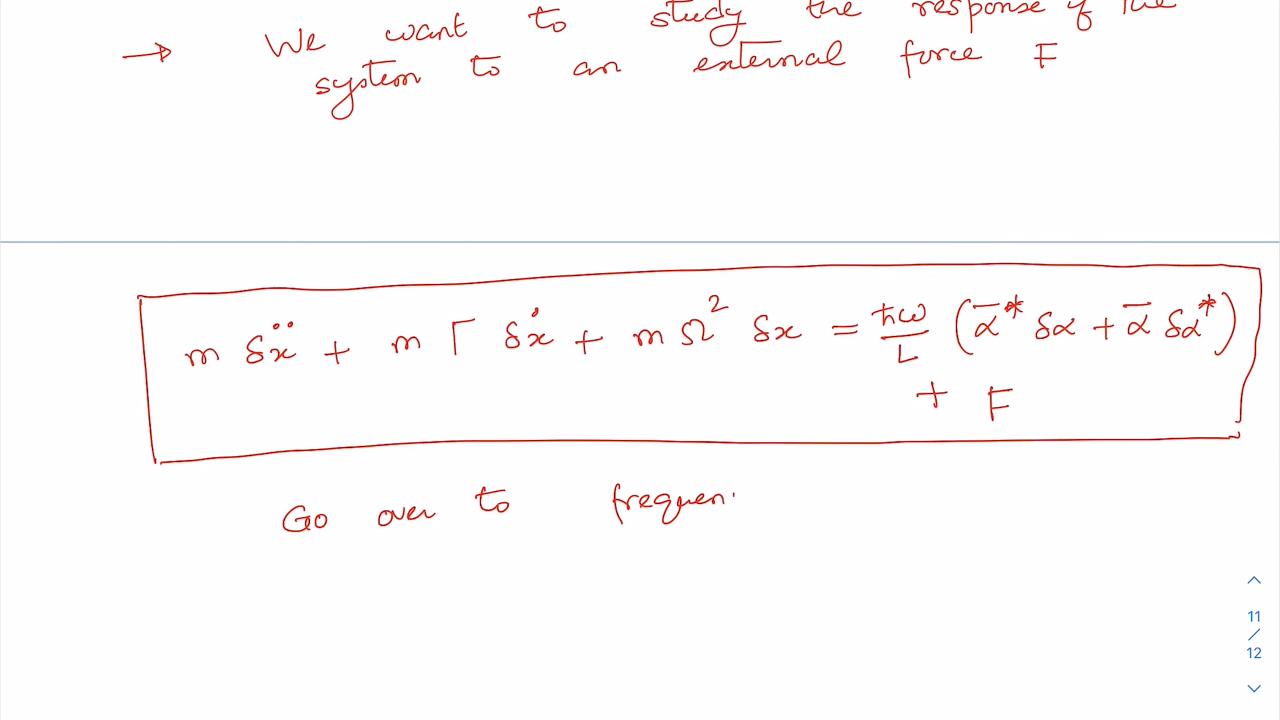 We want to study the response of the
→ system to an external force F
m δẍ + m Γ δẋ + m Ω² δx = ħω/L (ᾱ* δα + ᾱ δα*)
+ F
Go over to frequen
11
/
12